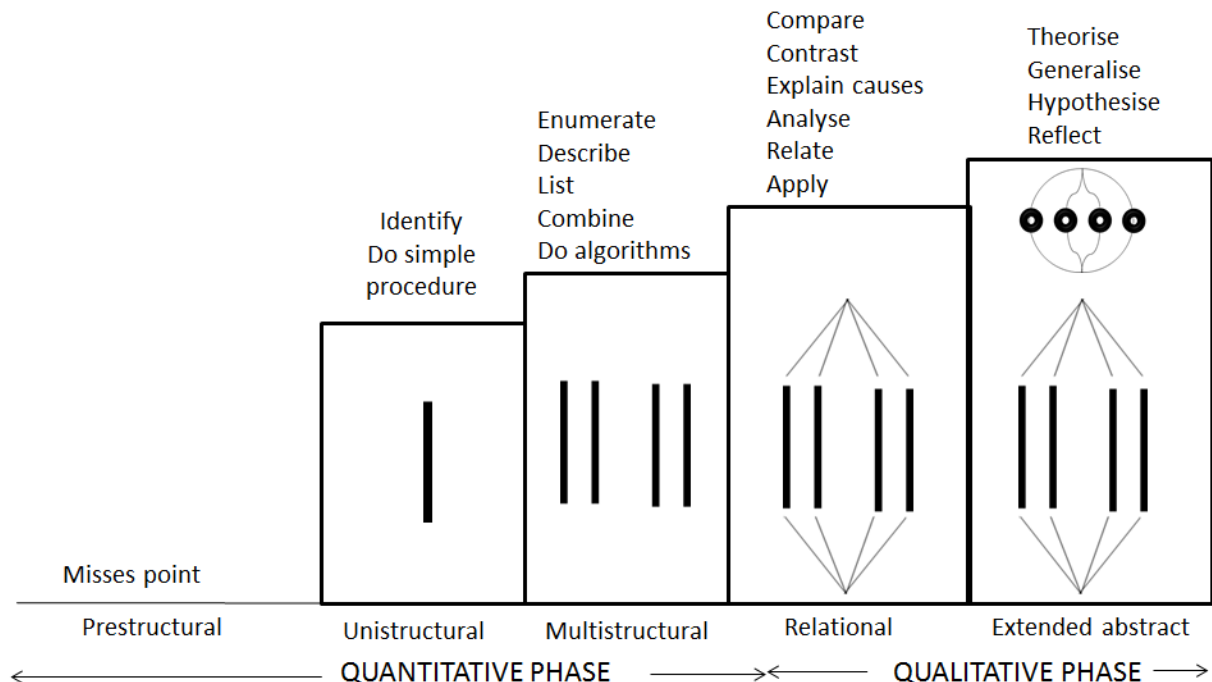 Misses point
Prestructural
Identify
Do simple
procedure
Unistructural
Enumerate
Describe
List
Combine
Do algorithms
Multistructural
Compare
Contrast
Explain causes
Analyse
Relate
Apply
Relational
Theorise
Generalise
Hypothesise
Reflect
Extended abstract
QUANTITATIVE PHASE
QUALITATIVE PHASE